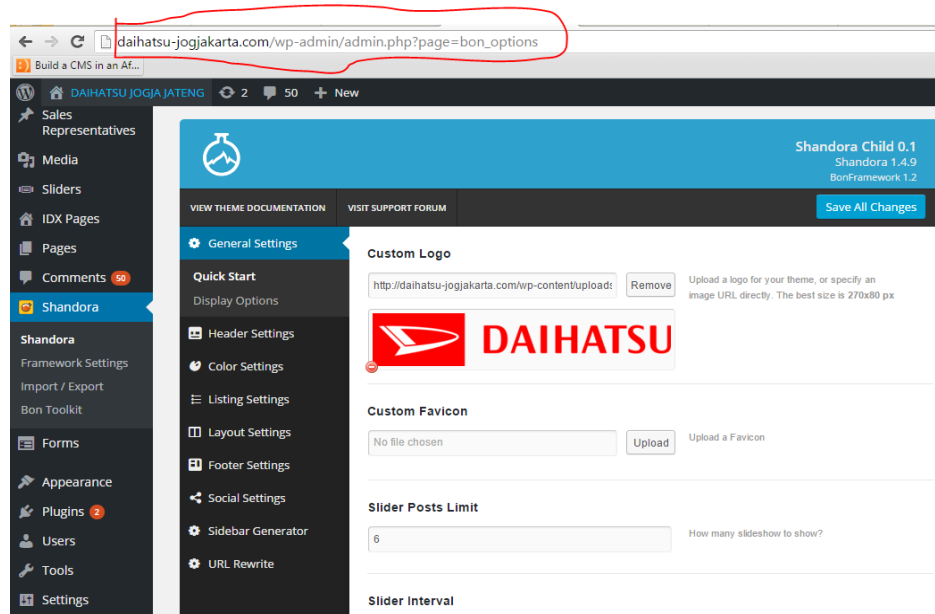 daihatsu-jogjakarta.com/wp-admin/admin.php?page=bon_options
Build a CMS in an Af...
DAIHATSU JOGJA JATENG 2 50 + New
Sales
Representatives
Media
Sliders
IDX Pages
Pages
Comments 50
Shandora
Shandora
Framework Settings
Import / Export
Bon Toolkit
Forms
Appearance
Plugins 2
Users
Tools
Settings
Shandora Child 0.1
Shandora 1.4.9
BonFramework 1.2
VIEW THEME DOCUMENTATION VISIT SUPPORT FORUM Save All Changes
General Settings
Quick Start
Display Options
Header Settings
Color Settings
Listing Settings
Layout Settings
Footer Settings
Social Settings
Sidebar Generator
URL Rewrite
Custom Logo
http://daihatsu-jogjakarta.com/wp-content/uploads Remove
Upload a logo for your theme, or specify an
image URL directly. The best size is 270x80 px
DAIHATSU
Custom Favicon
No file chosen Upload
Upload a Favicon
Slider Posts Limit
6
How many slideshow to show?
Slider Interval